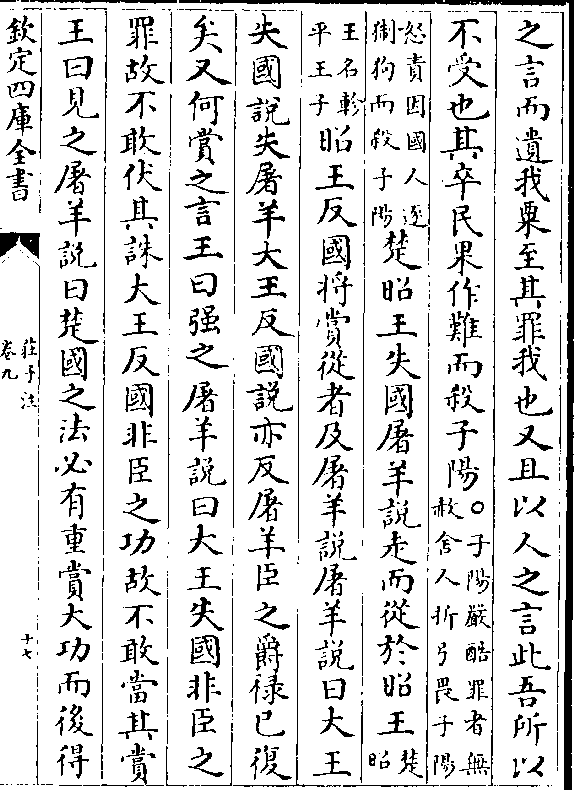 之言而遺我粟至其罪我也又且以人之言此吾所以
不受也其卒民果作難而殺子陽○子陽嚴酷罪者無赦舍人折弓畏子陽
怒責因國人逐猘狗而殺子陽楚昭王失國屠羊說走而從於昭王楚昭
王名軫平王子昭王反國將賞從者及屠羊說屠羊說曰大王
失國說失屠羊大王反國說亦反屠羊臣之爵禄已復
矣又何賞之言王曰强之屠羊說曰大王失國非臣之
罪故不敢伏其誅大王反國非臣之功故不敢當其賞
王曰見之屠羊說曰楚國之法必有重賞大功而後得
欽定四庫全書
莊子注
卷九
十七